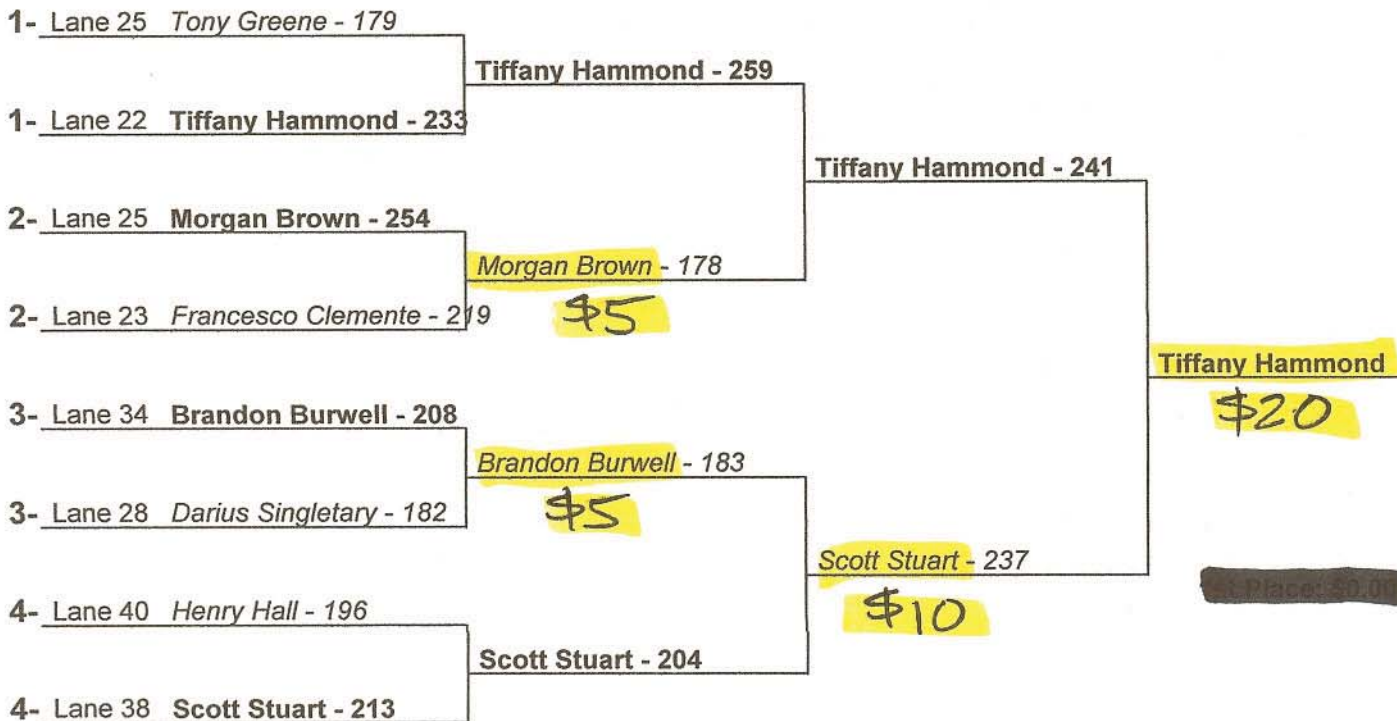 1- Lane 25 Tony Greene - 179
Tiffany Hammond - 259
1- Lane 22 Tiffany Hammond - 233
Tiffany Hammond - 241
2- Lane 25 Morgan Brown - 254
Morgan Brown - 178
$5
2- Lane 23 Francesco Clemente - 219
Tiffany Hammond
$20
3- Lane 34 Brandon Burwell - 208
Brandon Burwell - 183
$5
3- Lane 28 Darius Singletary - 182
Scott Stuart - 237
$10
Place: $0.00
4- Lane 40 Henry Hall - 196
Scott Stuart - 204
4- Lane 38 Scott Stuart - 213